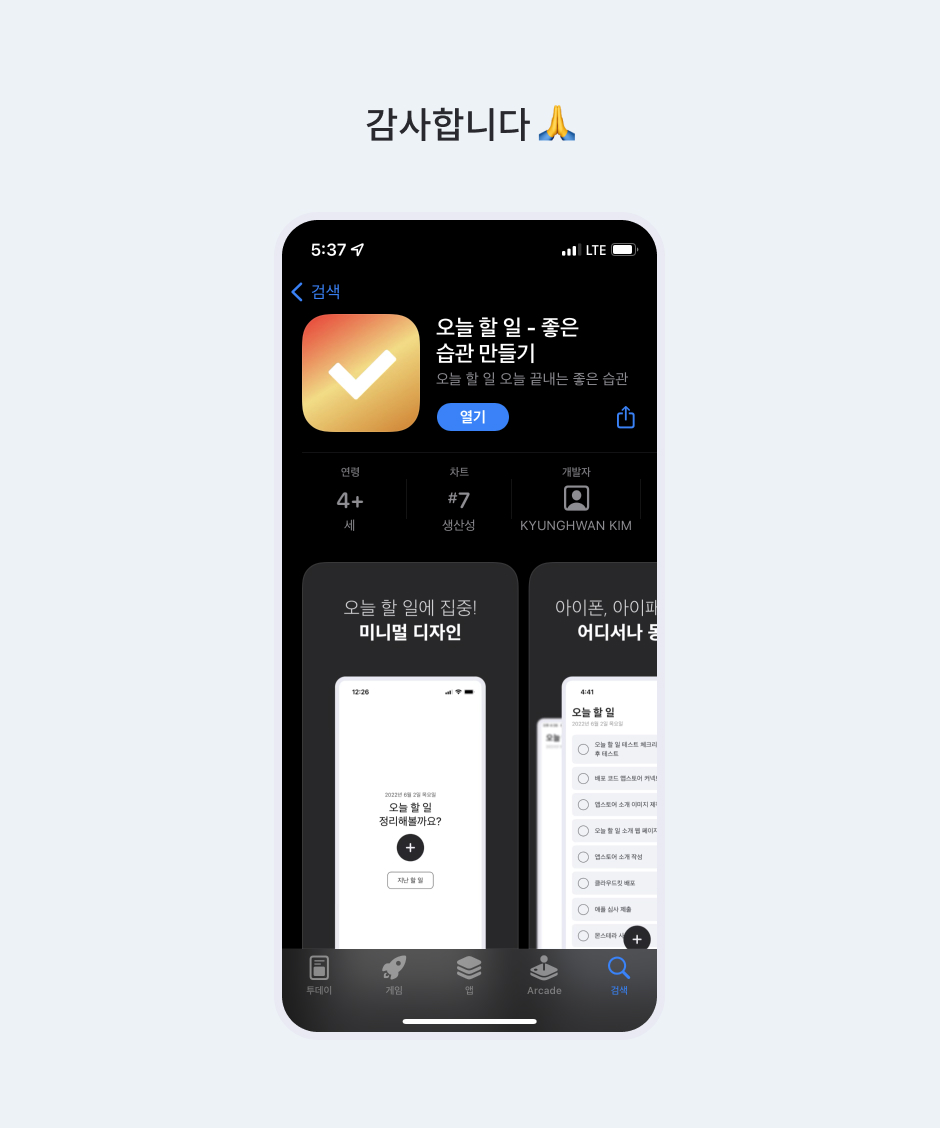 감사합니다🙏
5:37 LTE
검색
오늘 할 일 - 좋은
습관 만들기
오늘 할 일 오늘 끝내는 좋은 습관
열기
연령
4+
세
차트
#7
생산성
개발자
KYUNGHWAN KIM
오늘 할 일에 집중!
미니멀 디자인
12:26
2022년 6월 2일 목요일
오늘 할 일
정리해볼까요?
+
지난 할 일
아이폰, 아이패
어디서나 동
4:41
오늘 할 일
2022년 6월 2일 목요일
오늘 할 일 테스트 체크리
후 테스트
배포 코드 앱스토어 커넥
앱스토어 소개 이미지 제
오늘 할 일 소개 웹 페이지
앱스토어 소개 작성
클라우드킷 배포
애플 심사 제출
몬스테라 사
+
투데이
게임
앱
Arcade
검색